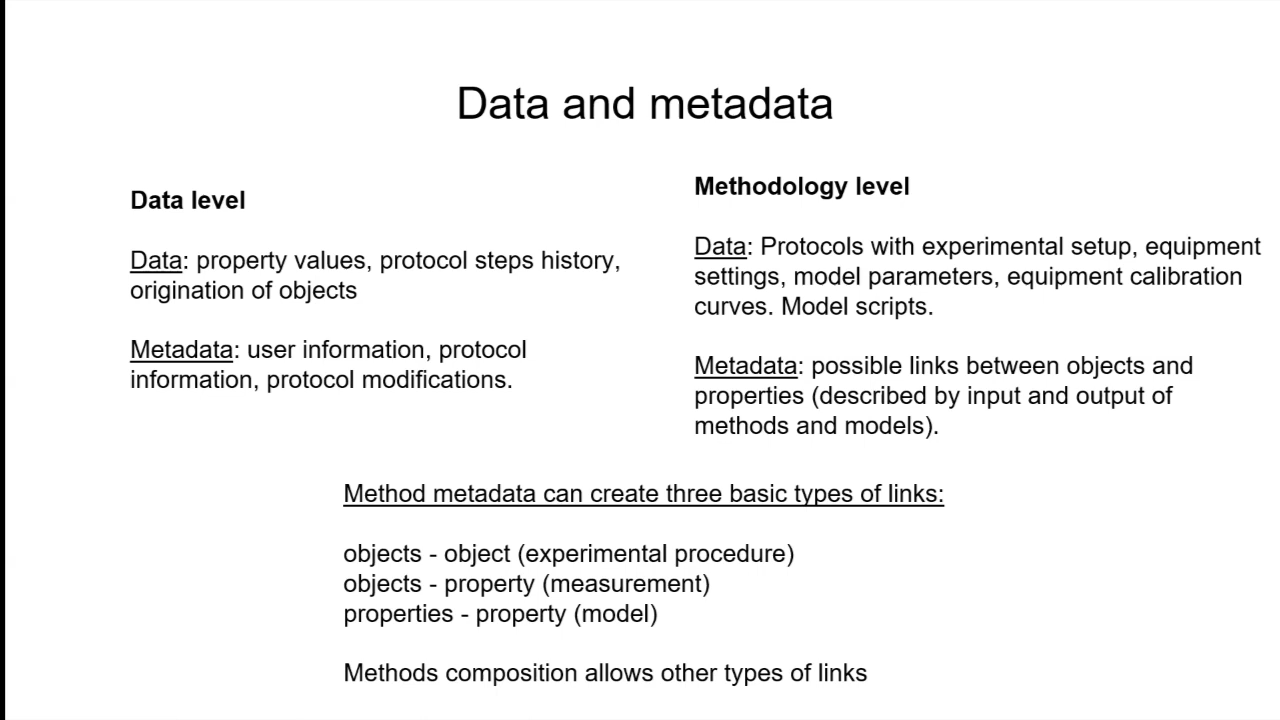 Data and metadata
Data level
Data: property values, protocol steps history,
origination of objects
Metadata: user information, protocol
information, protocol modifications.
Methodology level
Data: Protocols with experimental setup, equipment
settings, model parameters, equipment calibration
curves. Model scripts.
Metadata: possible links between objects and
properties (described by input and output of
methods and models).
Method metadata can create three basic types of links:
objects - object (experimental procedure)
objects - property (measurement)
properties - property (model)
Methods composition allows other types of links